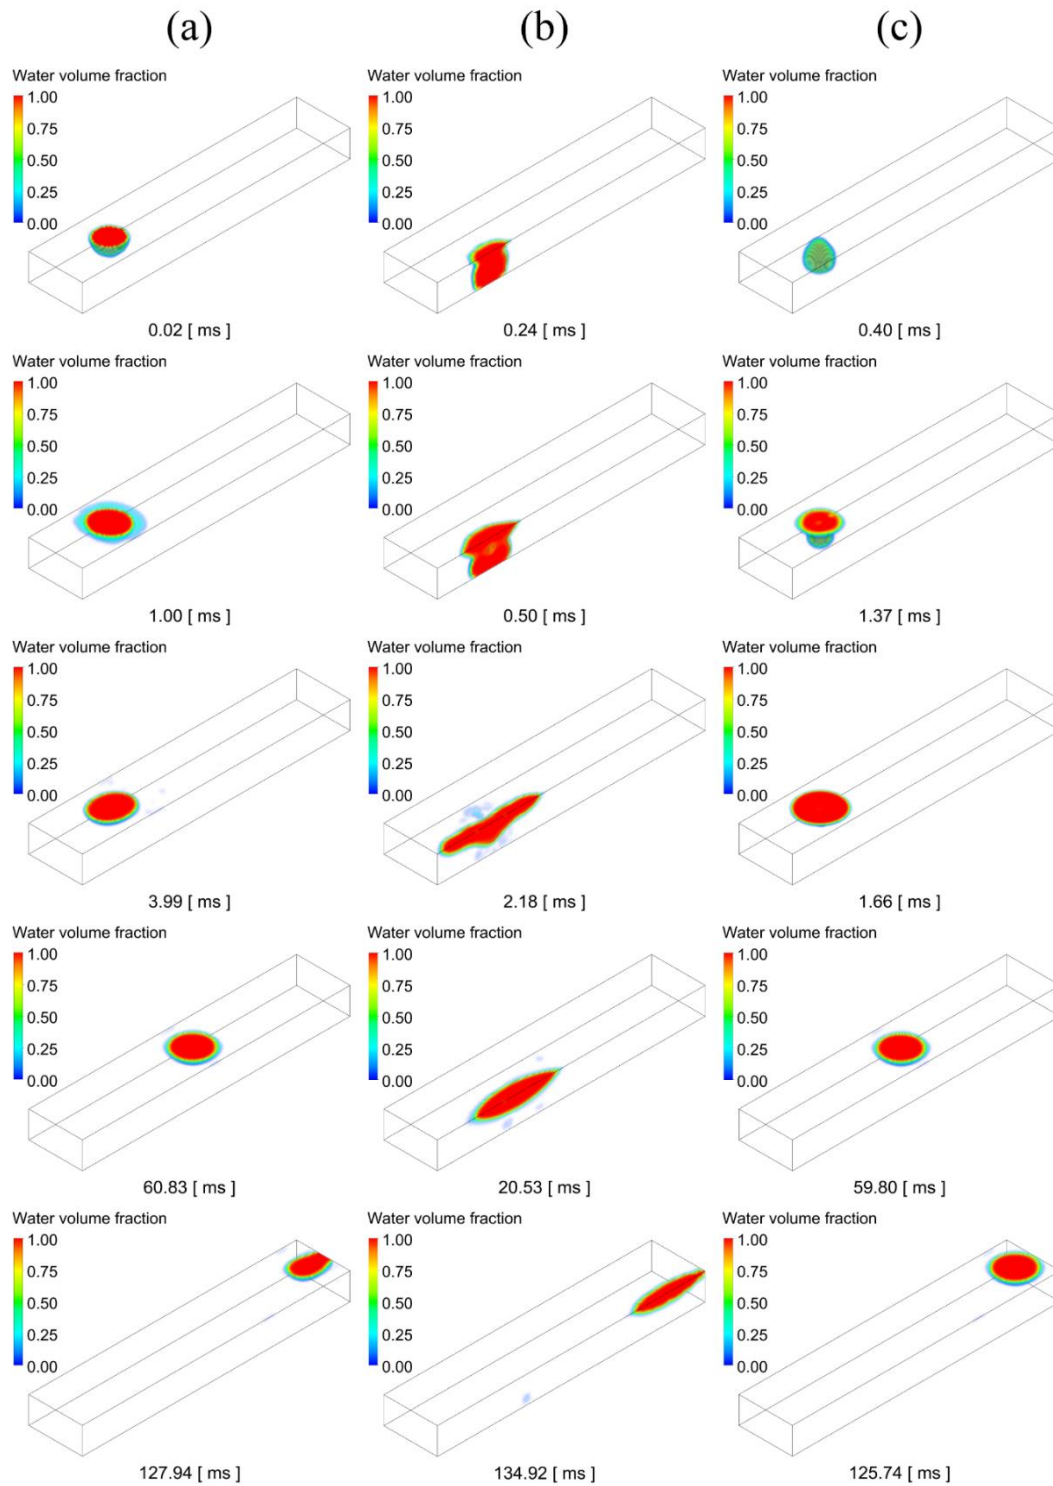 (a) (b) (c)
Water volume fraction Water volume fraction Water volume fraction
1.00 1.00 1.00
0.75 0.75 0.75
0.50 0.50 0.50
0.25 0.25 0.25
0.00 0.00 0.00
0.02 [ ms ] 0.24 [ ms ] 0.40 [ ms ]
Water volume fraction Water volume fraction Water volume fraction
1.00 1.00 1.00
0.75 0.75 0.75
0.50 0.50 0.50
0.25 0.25 0.25
0.00 0.00 0.00
1.00 [ ms ] 0.50 [ ms ] 1.37 [ ms ]
Water volume fraction Water volume fraction Water volume fraction
1.00 1.00 1.00
0.75 0.75 0.75
0.50 0.50 0.50
0.25 0.25 0.25
0.00 0.00 0.00
3.99 [ ms ] 2.18 [ ms ] 1.66 [ ms ]
Water volume fraction Water volume fraction Water volume fraction
1.00 1.00 1.00
0.75 0.75 0.75
0.50 0.50 0.50
0.25 0.25 0.25
0.00 0.00 0.00
60.83 [ ms ] 20.53 [ ms ] 59.80 [ ms ]
Water volume fraction Water volume fraction Water volume fraction
1.00 1.00 1.00
0.75 0.75 0.75
0.50 0.50 0.50
0.25 0.25 0.25
0.00 0.00 0.00
127.94 [ ms ] 134.92 [ ms ] 125.74 [ ms ]